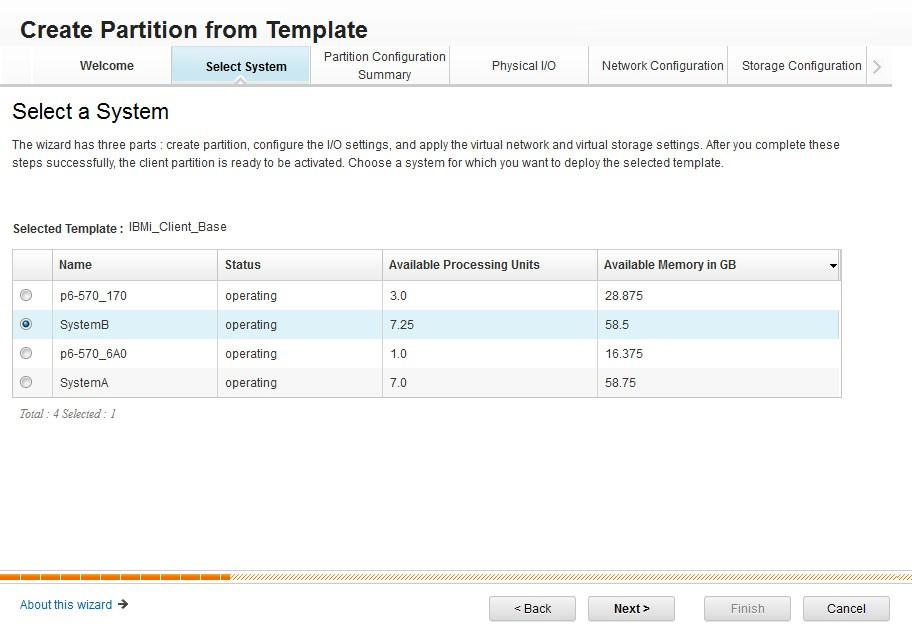 Create Partition from Template
Welcome
Select System
Partition Configuration
Summary
Physical I/O
Network Configuration
Storage Configuration
Select a System
The wizard has three parts : create partition, configure the I/O settings, and apply the virtual network and virtual storage settings. After you complete these
steps successfully, the client partition is ready to be activated. Choose a system for which you want to deploy the selected template.
Selected Template : IBMi_Client_Base
Name Status Available Processing Units Available Memory in GB
p6-570_170 operating 3.0 28.875
SystemB operating 7.25 58.5
p6-570_6A0 operating 1.0 16.375
SystemA operating 7.0 58.75
Total : 4 Selected : 1
About this wizard
< Back
Next >
Finish
Cancel